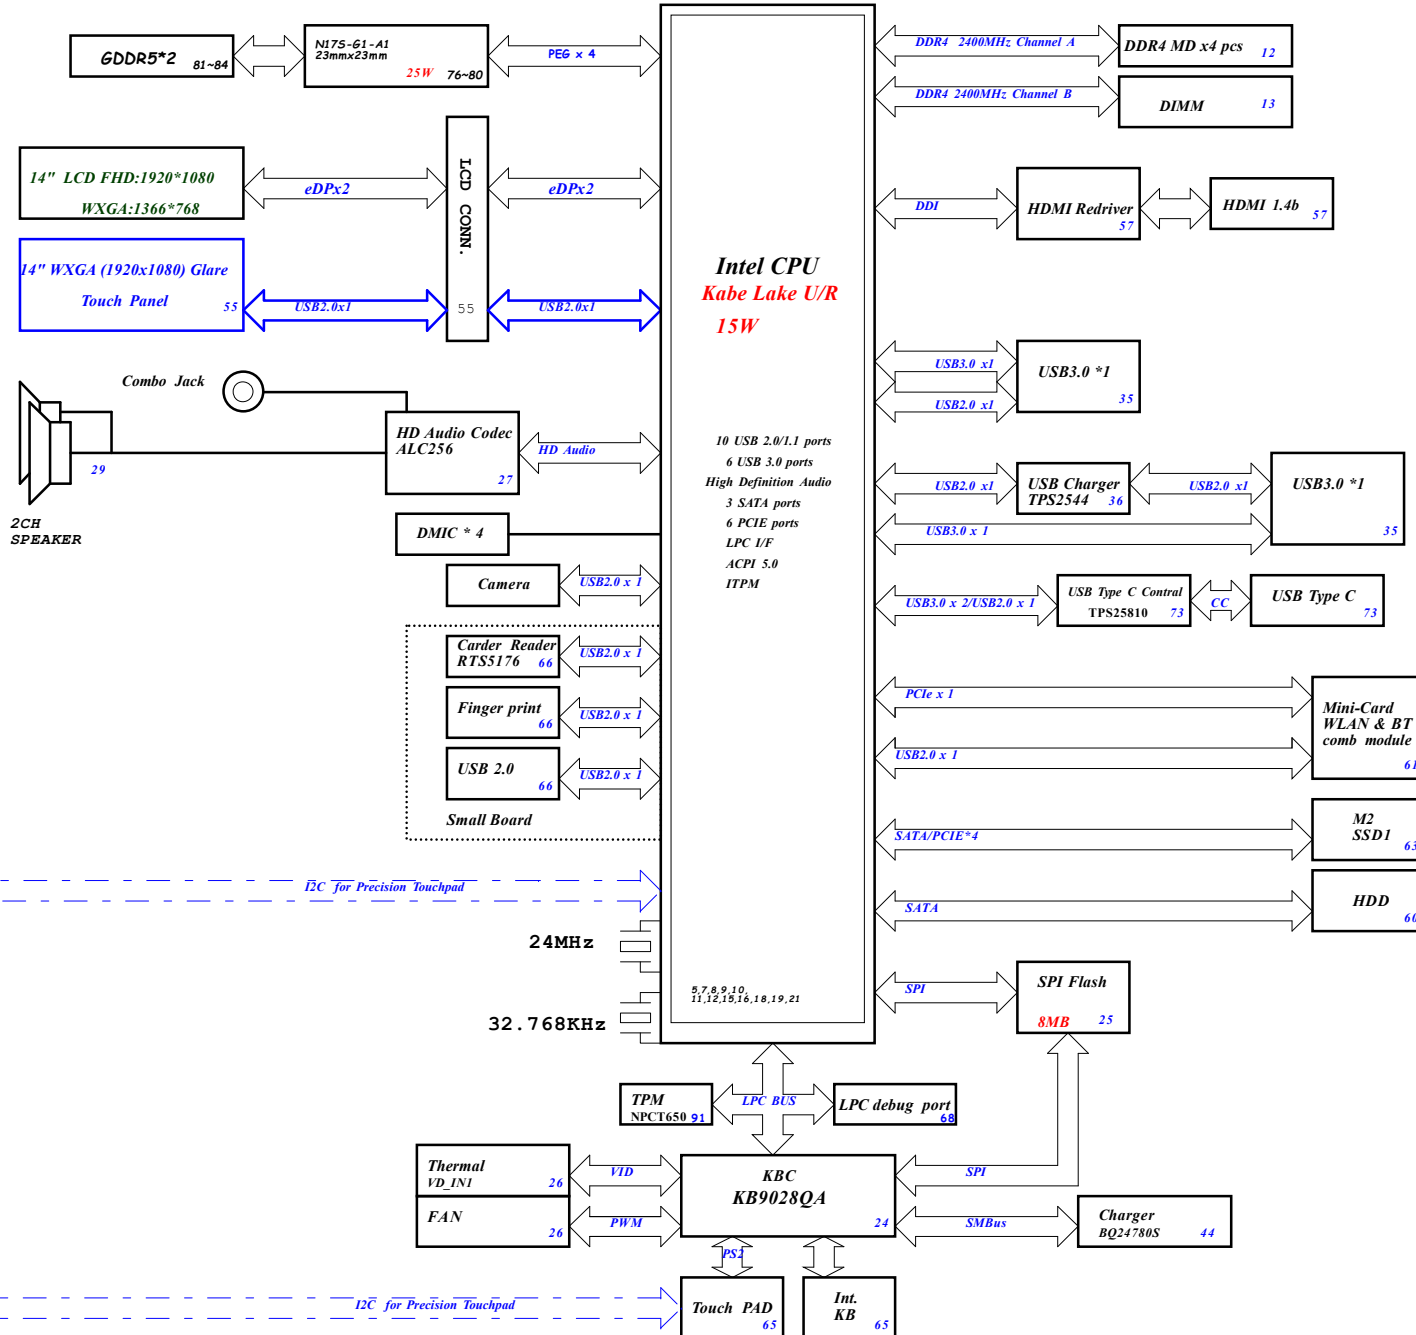 GDDR5*2
81~84
N17S-G1-A1
23mmx23mm
25W
76~80
PEG x 4
DDR4 2400MHz Channel A
DDR4 MD x4 pcs
12
DDR4 2400MHz Channel B
DIMM
13
14" LCD FHD:1920*1080
WXGA:1366*768
eDPx2
LCD CONN.
55
eDPx2
DDI
HDMI Redriver
57
HDMI 1.4b
57
14" WXGA (1920x1080) Glare
Touch Panel
55
USB2.0x1
USB2.0x1
Intel CPU
Kabe Lake U/R
15W
10 USB 2.0/1.1 ports
6 USB 3.0 ports
High Definition Audio
3 SATA ports
6 PCIE ports
LPC I/F
ACPI 5.0
ITPM
5,7,8,9,10,
11,12,15,16,18,19,21
Combo Jack
29
2CH
SPEAKER
HD Audio Codec
ALC256
27
HD Audio
DMIC * 4
Camera
USB2.0 x 1
Carder Reader
RTS5176
66
USB2.0 x 1
Finger print
66
USB2.0 x 1
USB 2.0
66
USB2.0 x 1
Small Board
USB3.0 x1
USB2.0 x1
USB3.0 *1
35
USB2.0 x1
USB Charger
TPS2544
36
USB2.0 x1
USB3.0 *1
35
USB3.0 x 1
USB3.0 x 2/USB2.0 x 1
USB Type C Contral
TPS25810
73
CC
USB Type C
73
PCIe x 1
USB2.0 x 1
Mini-Card
WLAN & BT
comb module
61
SATA/PCIE*4
M2
SSD1
63
SATA
HDD
60
I2C for Precision Touchpad
24MHz
32.768KHz
SPI
SPI Flash
8MB
25
TPM
NPCT650
91
LPC BUS
LPC debug port
68
Thermal
VD_IN1
26
VID
FAN
26
PWM
KBC
KB9028QA
24
SPI
SMBus
Charger
BQ24780S
44
PS2
I2C for Precision Touchpad
Touch PAD
65
Int.
KB
65